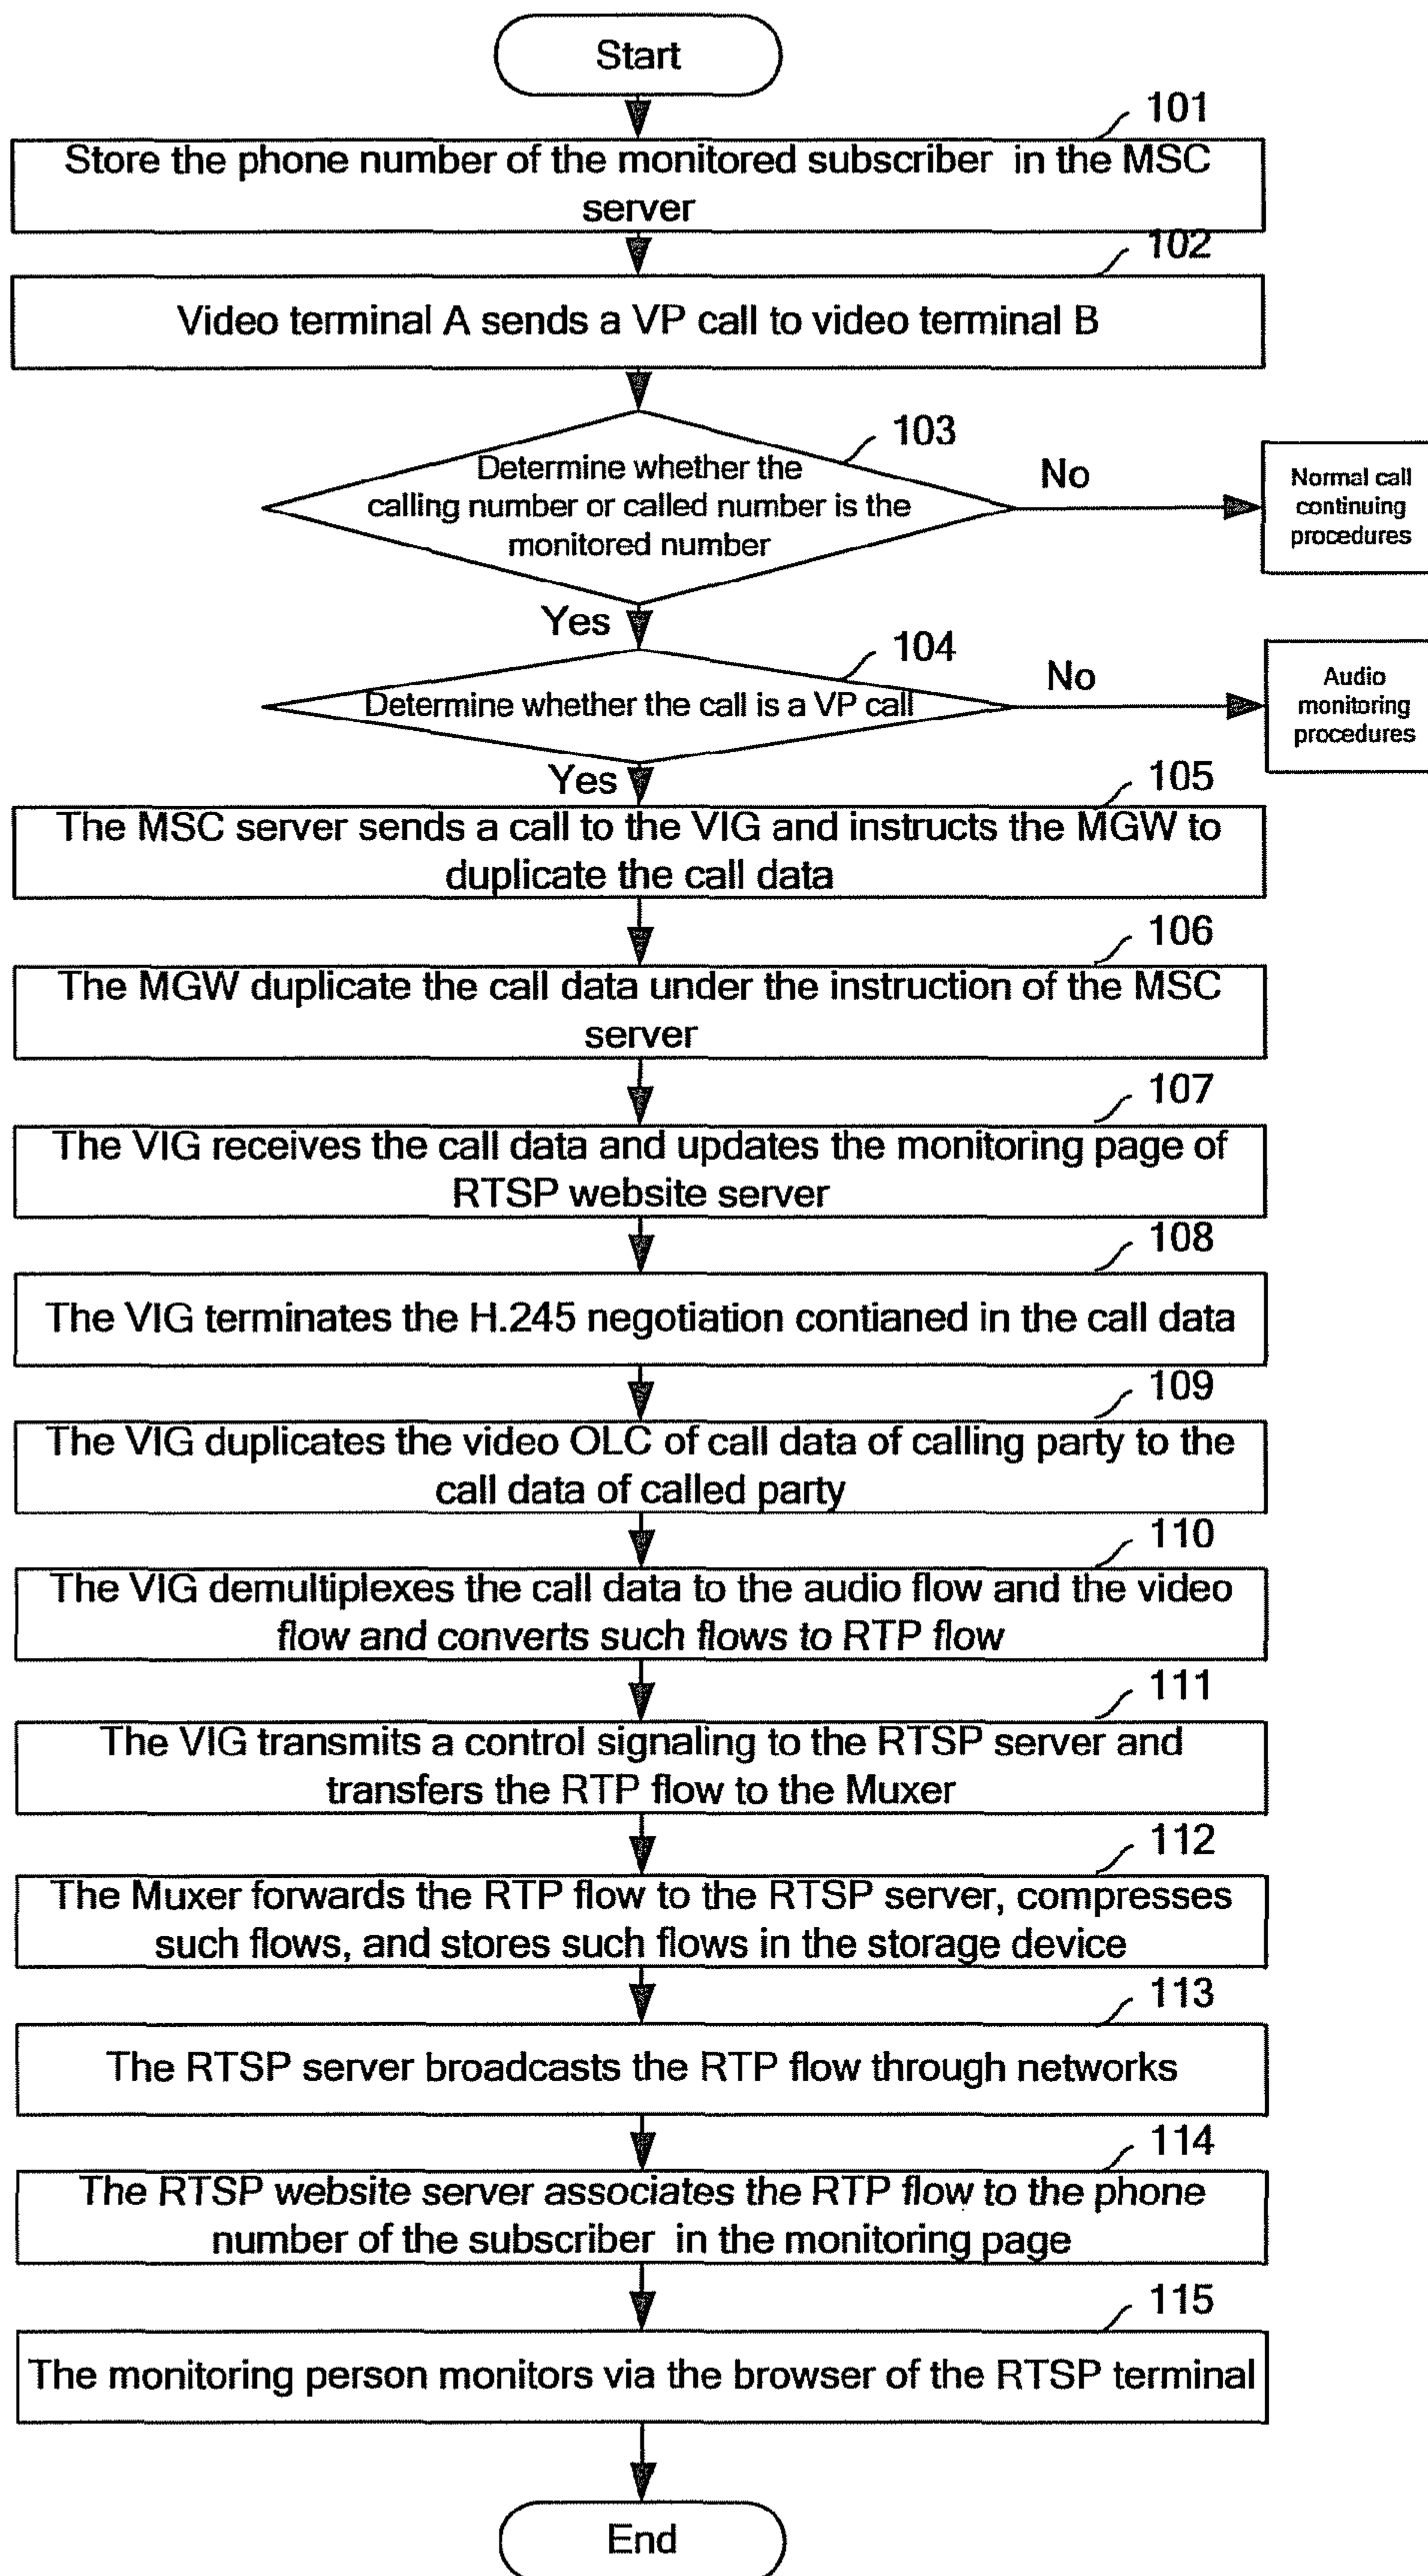 Start
101
Store the phone number of the monitored subscriber in the MSC
server
102
Video terminal A sends a VP call to video terminal B
103
Determine whether the
calling number or called number is the
monitored number
No
Normal call
continuing
procedures
Yes
104
Determine whether the call is a VP call
No
Audio
monitoring
procedures
Yes
105
The MSC server sends a call to the VIG and instructs the MGW to
duplicate the call data
106
The MGW duplicate the call data under the instruction of the MSC
server
107
The VIG receives the call data and updates the monitoring page of
RTSP website server
108
The VIG terminates the H.245 negotiation contianed in the call data
109
The VIG duplicates the video OLC of call data of calling party to the
call data of called party
110
The VIG demultiplexes the call data to the audio flow and the video
flow and converts such flows to RTP flow
111
The VIG transmits a control signaling to the RTSP server and
transfers the RTP flow to the Muxer
112
The Muxer forwards the RTP flow to the RTSP server, compresses
such flows, and stores such flows in the storage device
113
The RTSP server broadcasts the RTP flow through networks
114
The RTSP website server associates the RTP flow to the phone
number of the subscriber in the monitoring page
115
The monitoring person monitors via the browser of the RTSP terminal
End